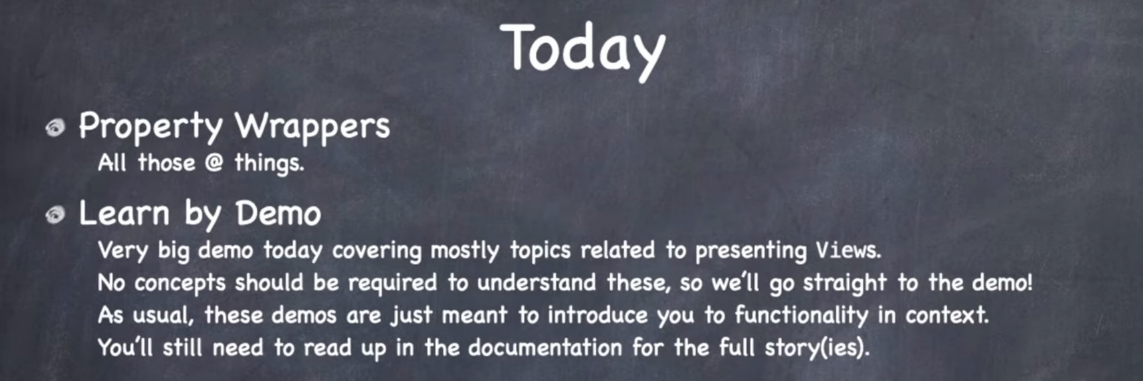 Today
Property Wrappers
All those @ things.
Learn by Demo
Very big demo today covering mostly topics related to presenting Views.
No concepts should be required to understand these, so we'll go straight to the demo!
As usual, these demos are just meant to introduce you to functionality in context.
You'll still need to read up in the documentation for the full story(ies).